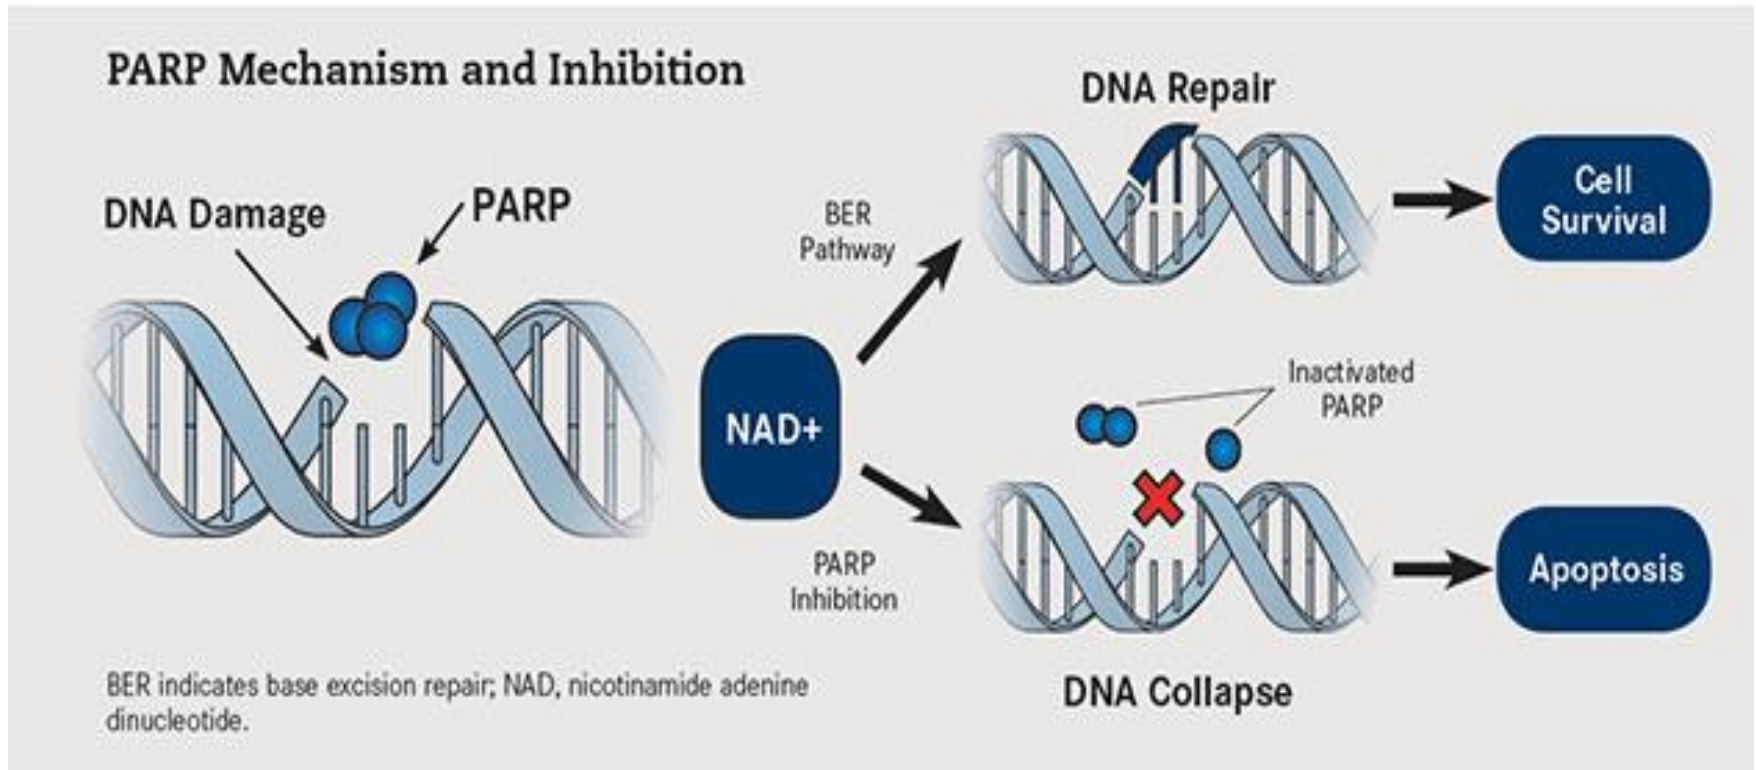 PARP Mechanism and Inhibition
DNA Damage
PARP
NAD+
BER
Pathway
DNA Repair
Cell
Survival
PARP
Inhibition
Inactivated
PARP
DNA Collapse
Apoptosis
BER indicates base excision repair; NAD, nicotinamide adenine
dinucleotide.